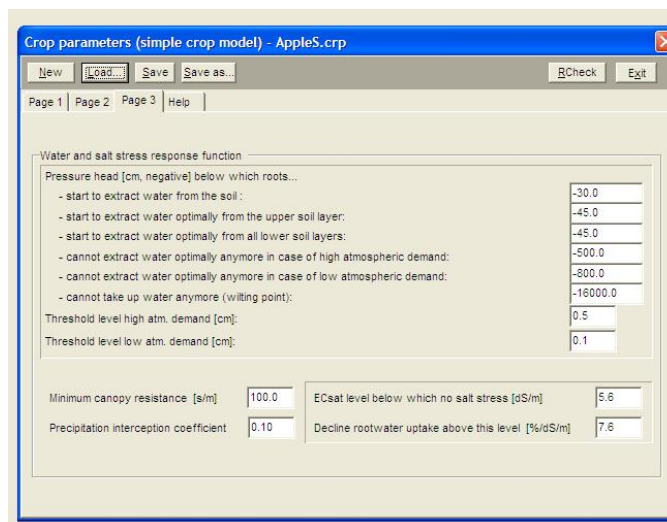 Crop parameters (simple crop model) - AppleS.crp
New Load... Save Save as... RCheck Exit
Page 1 Page 2 Page 3 Help
Water and salt stress response function
Pressure head [cm, negative] below which roots...
- start to extract water from the soil : -30.0
- start to extract water optimally from the upper soil layer: -45.0
- start to extract water optimally from all lower soil layers: -45.0
- cannot extract water optimally anymore in case of high atmospheric demand: -500.0
- cannot extract water optimally anymore in case of low atmospheric demand: -800.0
- cannot take up water anymore (wilting point): -16000.0
Threshold level high atm. demand [cm]: 0.5
Threshold level low atm. demand [cm]: 0.1
Minimum canopy resistance [s/m] 100.0 ECsat level below which no salt stress [dS/m] 5.6
Precipitation interception coefficient 0.10 Decline rootwater uptake above this level [%/dS/m] 7.6